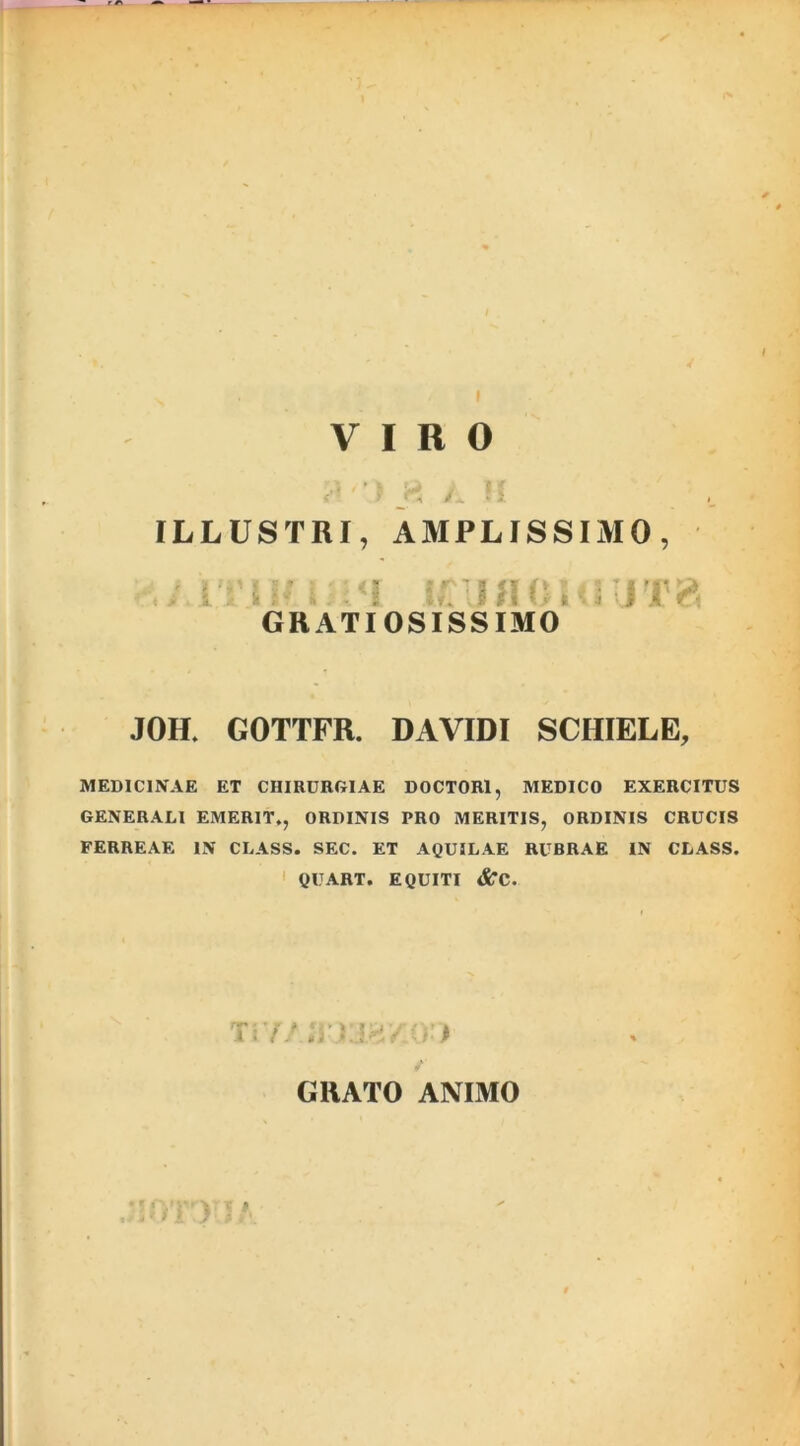 VIRO
ILLUSTRI, AMPLISSIMO,
GRATIOSISSIMO
JOH. GOTTFR. DAVIDI SCHIELE,
MEDICINAE ET CHIRURGIAE DOCTORI, MEDICO EXERCITUS
GENERALI EMERIT., ORDINIS PRO MERITIS, ORDINIS CRUCIS
FERREAE IN CLASS. SEC. ET AQUILAE RUBRAE IN CLASS.
QUART. EQUITI &c.
GRATO ANIMO